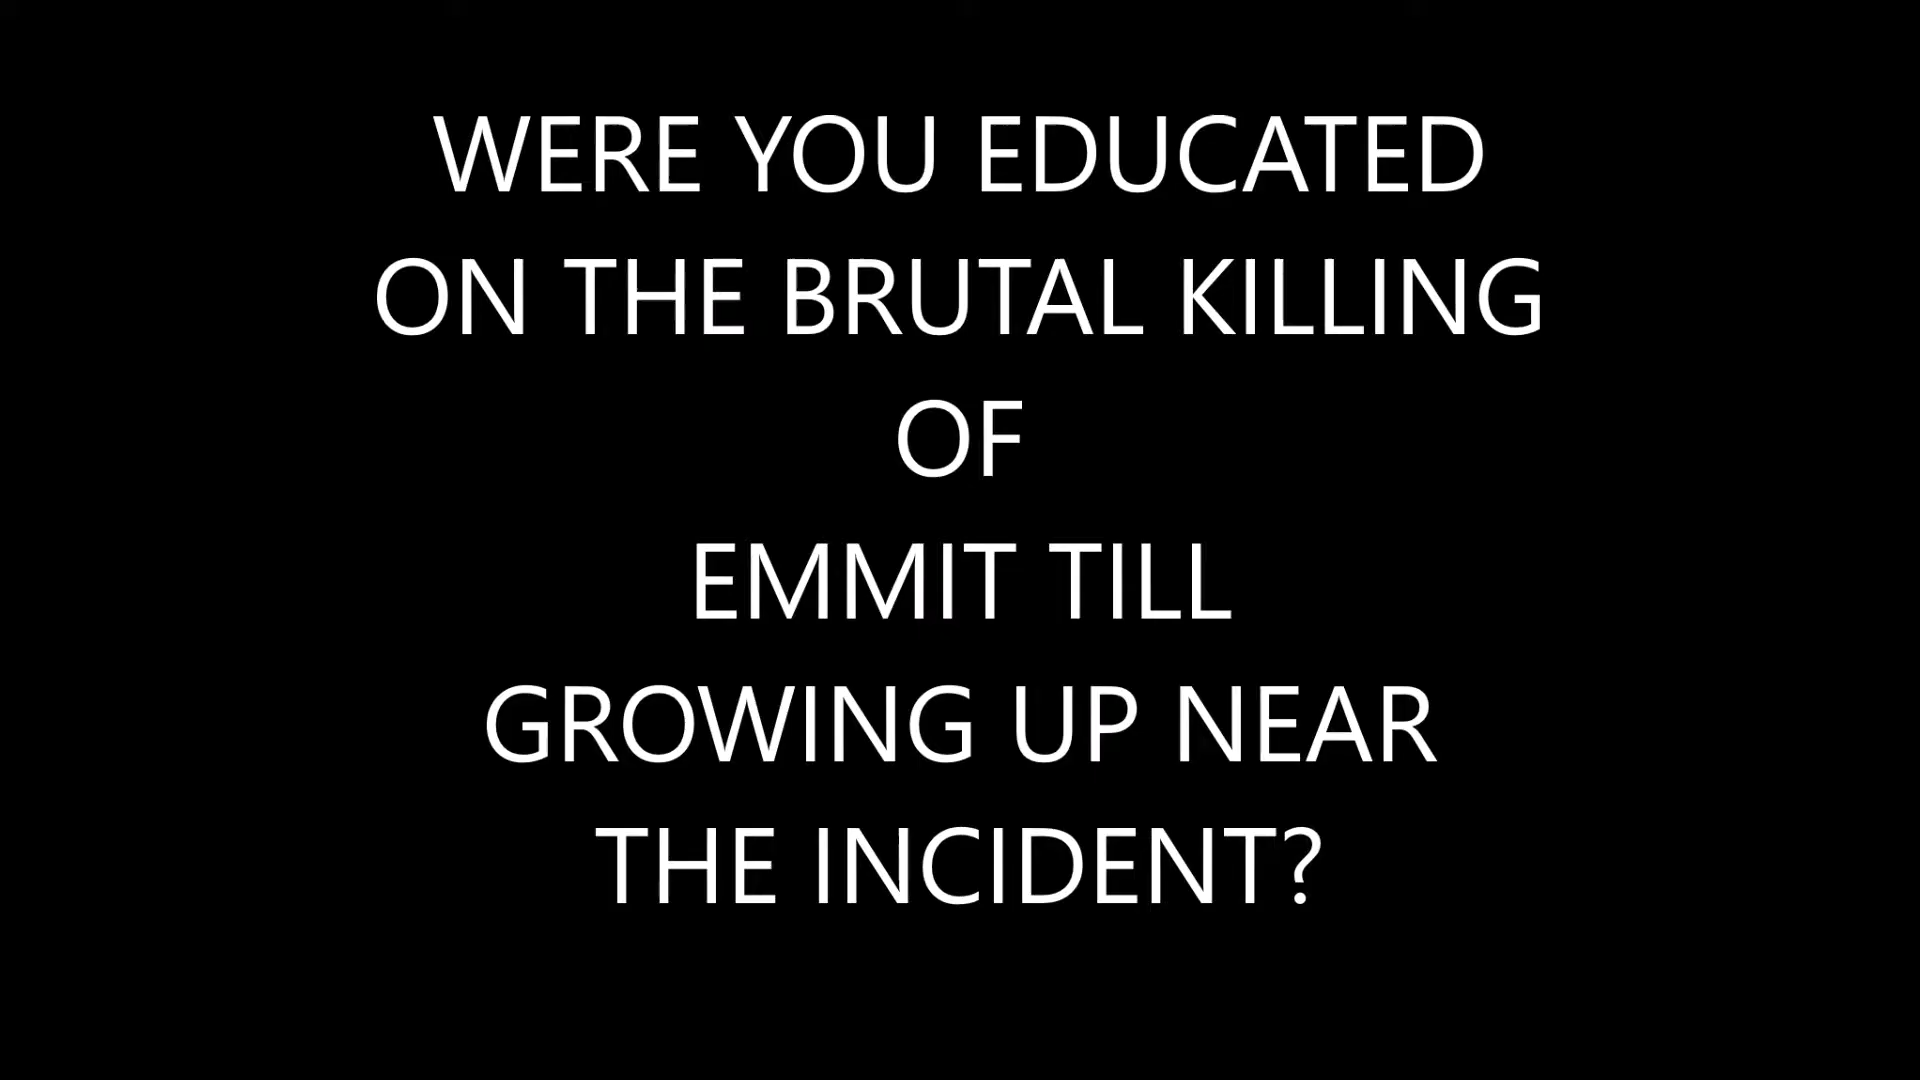 WERE YOU EDUCATED
ON THE BRUTAL KILLING
OF
EMMIT TILL
GROWING UP NEAR
THE INCIDENT?